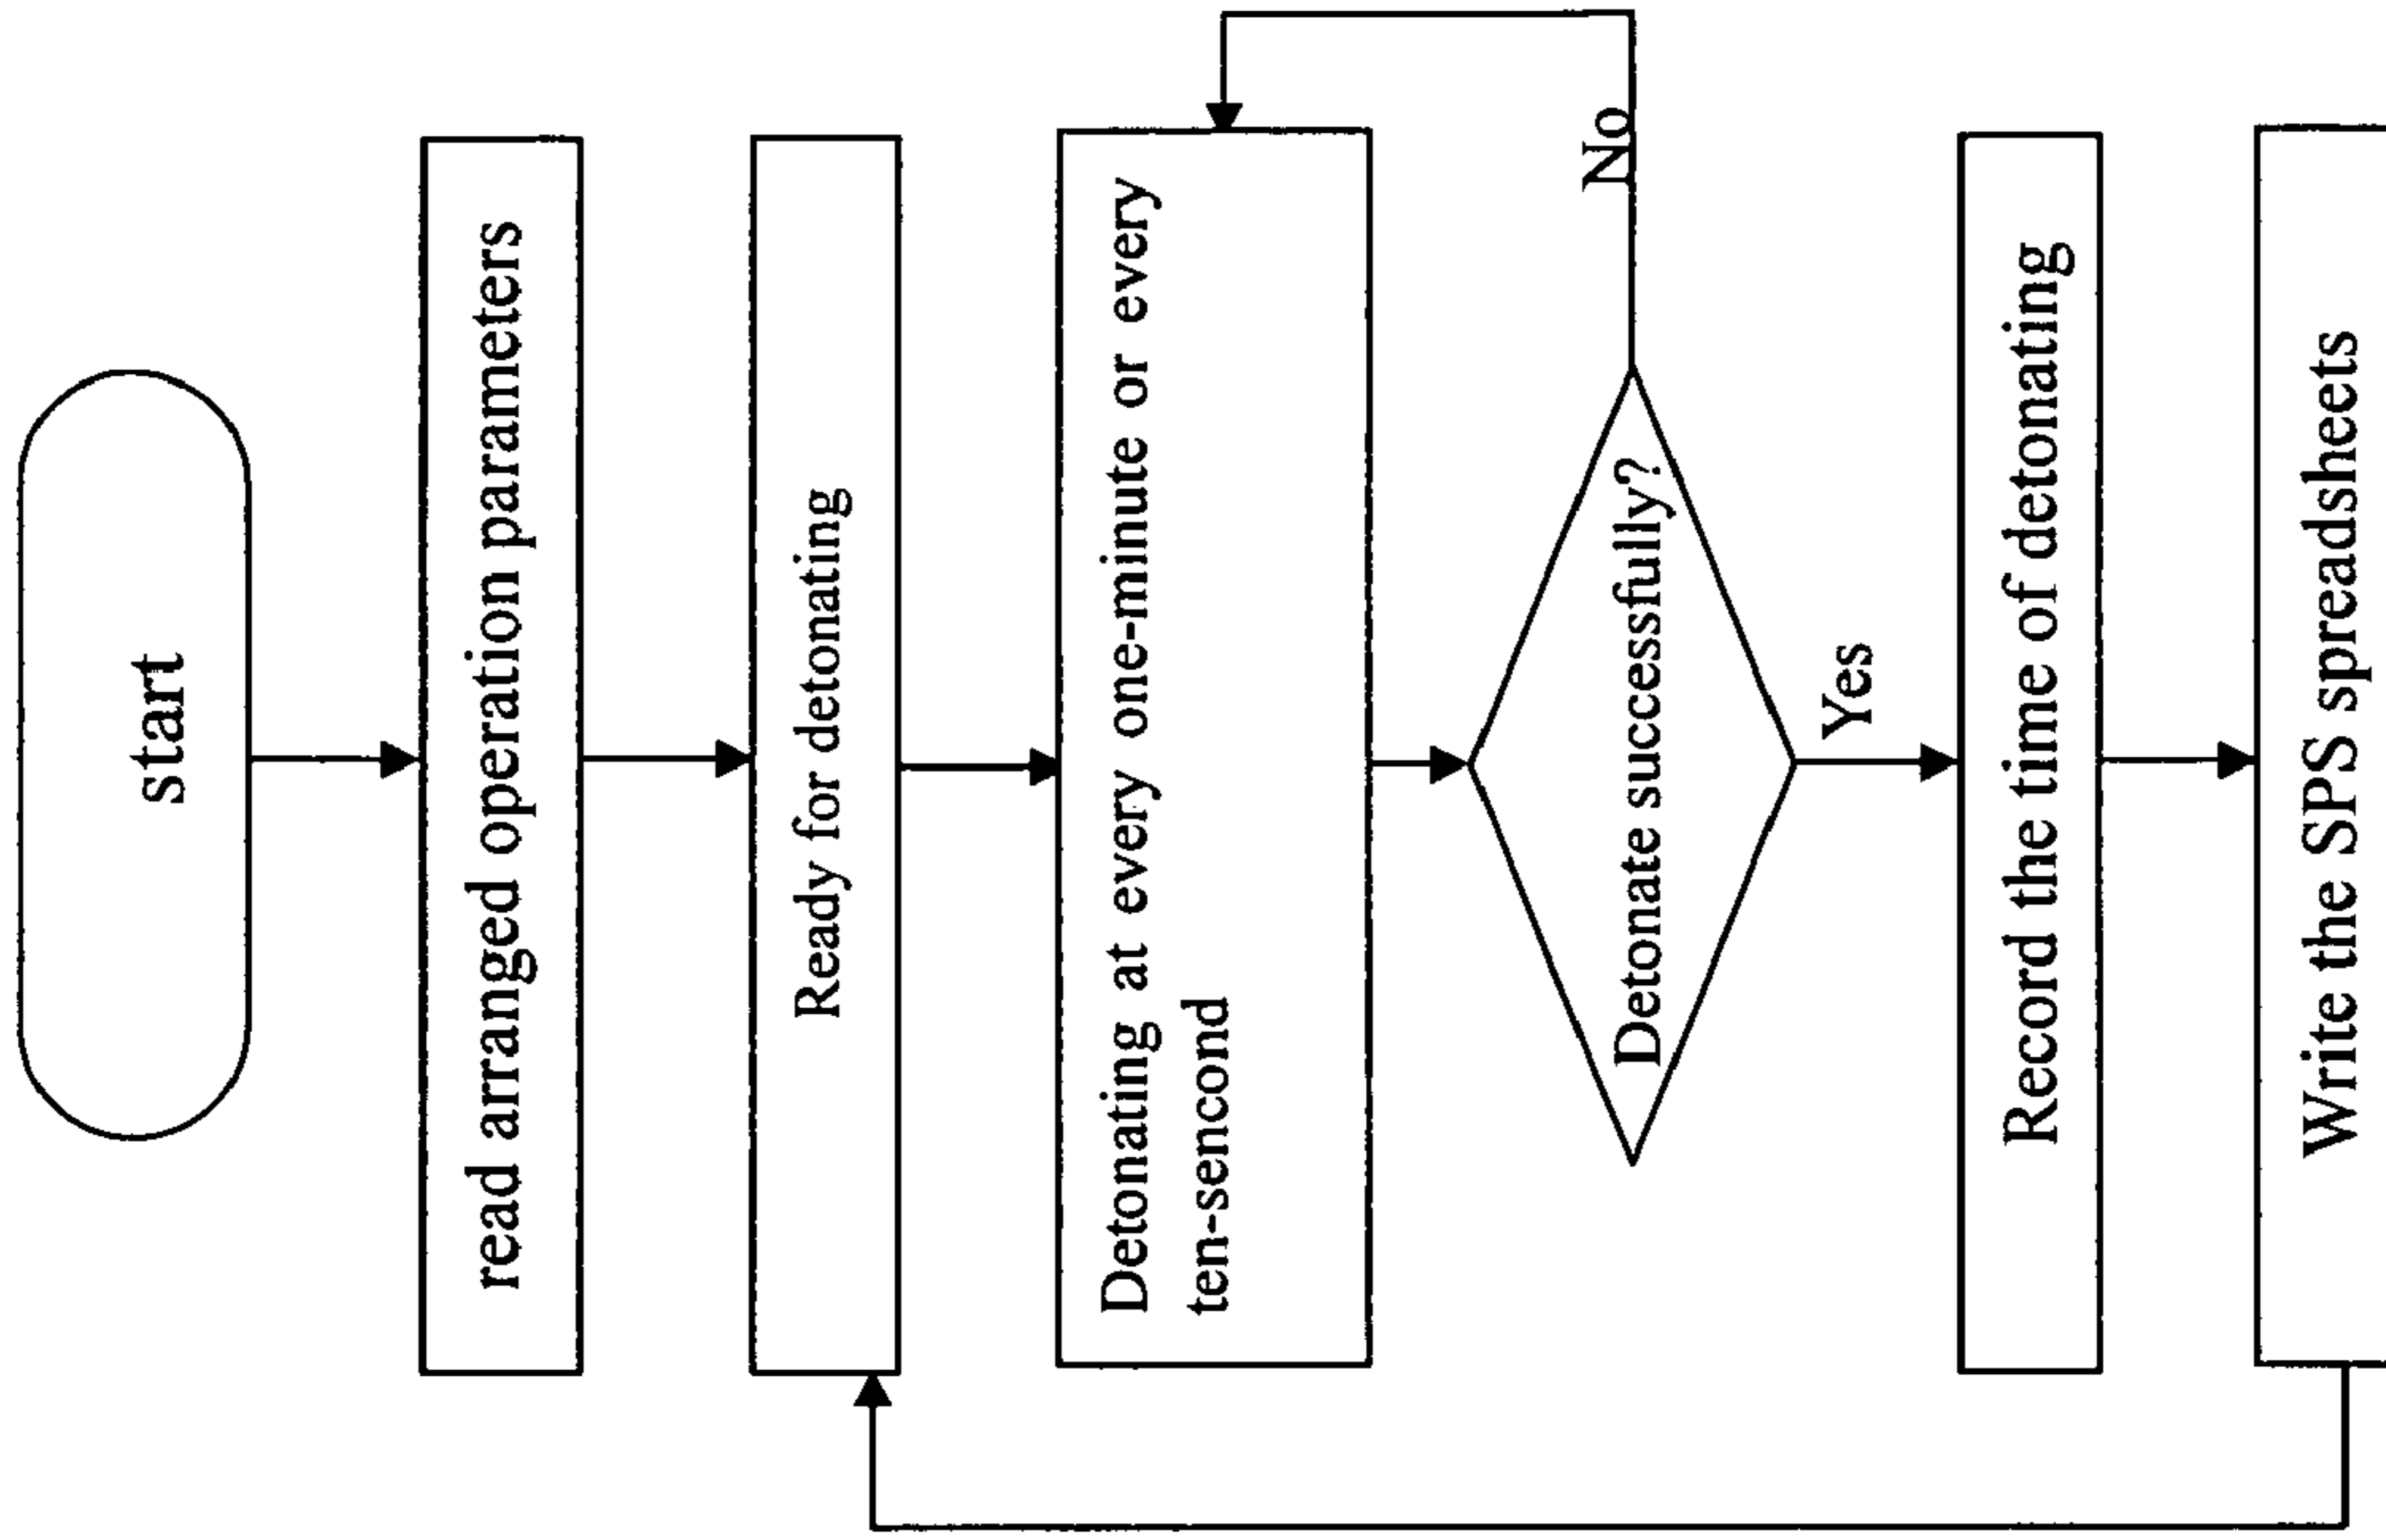 start
read arranged operation parameters
Ready for detonating
Detonating at every one-minute or every
ten-sencond
Detonate successfully?
No
Yes
Record the time of detonating
Write the SPS spreadsheets